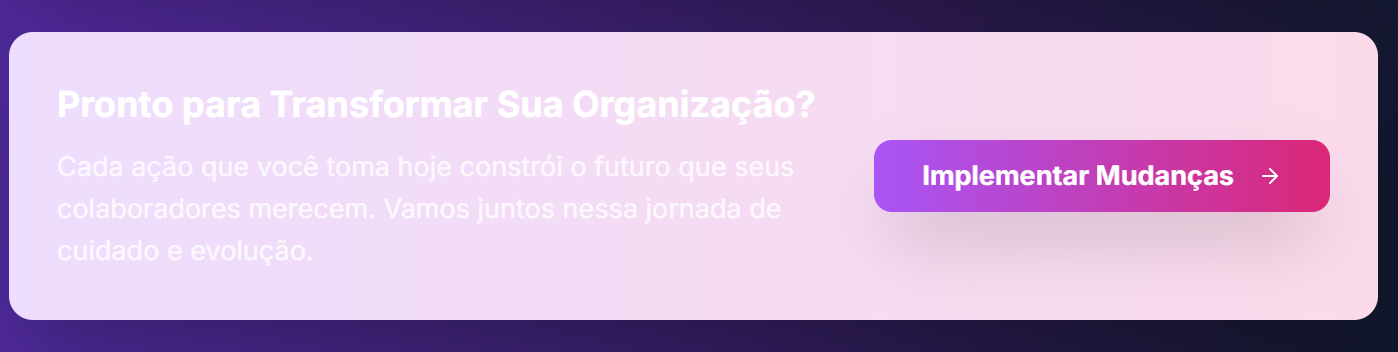 Pronto para Transformar Sua Organização?
Cada ação que você toma hoje constrói o futuro que seus
colaboradores merecem. Vamos juntos nessa jornada de
cuidado e evolução.
Implementar Mudanças →